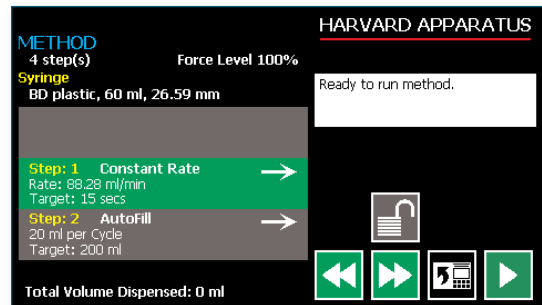 METHOD
4 step(s) Force Level 100%
Syringe
BD plastic, 60 ml, 26.59 mm
Step: 1 Constant Rate
Rate: 88.28 ml/min
Target: 15 secs
Step: 2 AutoFill
20 ml per Cycle
Target: 200 ml
Total Volume Dispensed: 0 ml
HARVARD APPARATUS
Ready to run method.